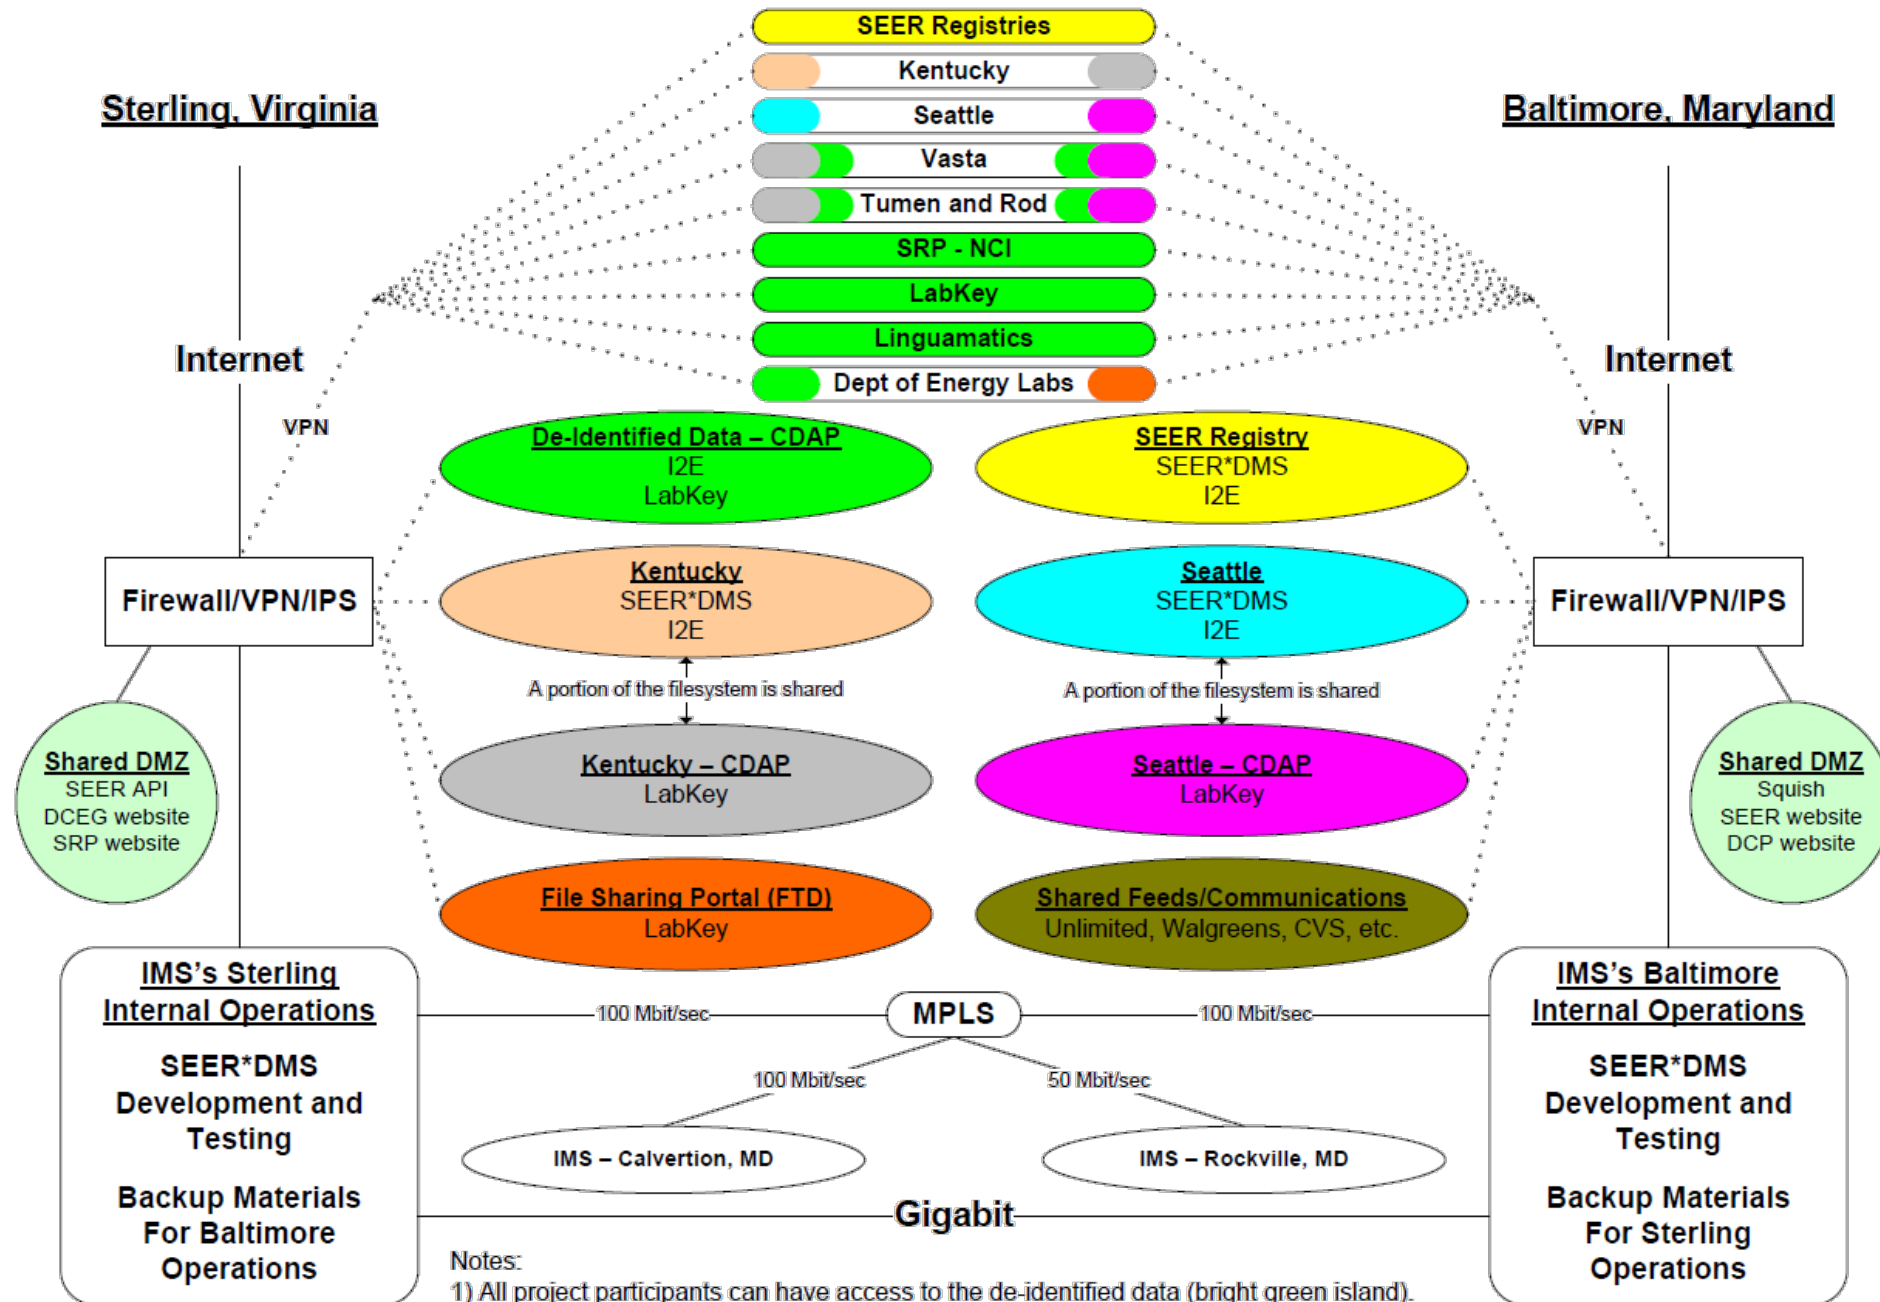 SEER Registries
Kentucky
Seattle
Vasta
Tumen and Rod
SRP - NCI
LabKey
Linguamatics
Dept of Energy Labs
Sterling, Virginia
Internet
VPN
Firewall/VPN/IPS
Shared DMZ
SEER API
DCEG website
SRP website
Baltimore, Maryland
Internet
VPN
Firewall/VPN/IPS
Shared DMZ
Squish
SEER website
DCP website
De-Identified Data – CDAP
I2E
LabKey
SEER Registry
SEER*DMS
I2E
Kentucky
SEER*DMS
I2E
Seattle
SEER*DMS
I2E
A portion of the filesystem is shared
A portion of the filesystem is shared
Kentucky – CDAP
LabKey
Seattle – CDAP
LabKey
File Sharing Portal (FTD)
LabKey
Shared Feeds/Communications
Unlimited, Walgreens, CVS, etc.
IMS's Sterling
Internal Operations
SEER*DMS
Development and
Testing
Backup Materials
For Baltimore
Operations
100 Mbit/sec
MPLS
100 Mbit/sec
100 Mbit/sec
50 Mbit/sec
IMS – Calvertion, MD
IMS – Rockville, MD
Gigabit
IMS's Baltimore
Internal Operations
SEER*DMS
Development and
Testing
Backup Materials
For Sterling
Operations
Notes:
1) All project participants can have access to the de-identified data (bright green island).